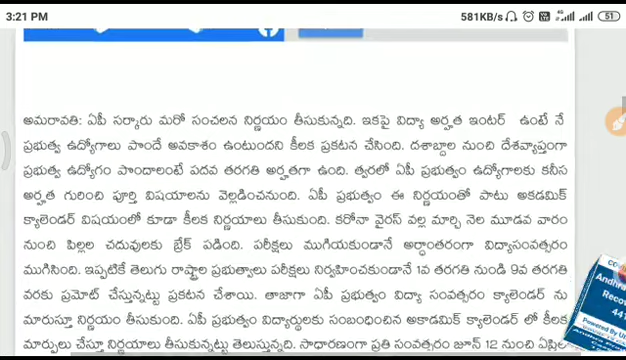 3:21 PM 581KB/s 4G 51
అమరావతి: ఏపీ సర్కారు మరో సంచలన నిర్ణయం తీసుకున్నది. ఇకపై విద్యా అర్హత ఇంటర్ ఉంటే నే
ప్రభుత్వ ఉద్యోగాలు పొందే అవకాశం ఉంటుందని కీలక ప్రకటన చేసింది. దశాబ్దాల నుంచి దేశవ్యాప్తంగా
ప్రభుత్వ ఉద్యోగం పొందాలంటే పదవ తరగతి అర్హతగా ఉంది. త్వరలో ఏపీ ప్రభుత్వం ఉద్యోగాలకు కనీస
అర్హత గురించి పూర్తి విషయాలను వెల్లడించనుంది. ఏపీ ప్రభుత్వం ఈ నిర్ణయంతో పాటు అకడమిక్
క్యాలెండర్ విషయంలో కూడా కీలక నిర్ణయాలు తీసుకుంది. కరోనా వైరస్ వల్ల మార్చి నెల మూడవ వారం
నుంచి పిల్లల చదువులకు బ్రేక్ పడింది. పరీక్షలు ముగియకుండానే అర్ధాంతరంగా విద్యాసంవత్సరం
ముగిసింది. ఇప్పటికే తెలుగు రాష్ట్రాల ప్రభుత్వాలు పరీక్షలు నిర్వహించకుండానే 1వ తరగతి నుండి 9వ తరగతి
వరకు ప్రమోట్ చేస్తున్నట్టు ప్రకటన చేశాయి. తాజాగా ఏపీ ప్రభుత్వం విద్యా సంవత్సరం క్యాలెండర్ ను
మారుస్తూ నిర్ణయం తీసుకుంది. ఏపీ ప్రభుత్వం విద్యార్థులకు సంబంధించిన అకాడమిక్ క్యాలెండర్ లో కీలక
మార్పులు చేస్తూ నిర్ణయాలు తీసుకున్నట్టు తెలుస్తున్నది. సాధారణంగా ప్రతి సంవత్సరం జూన్ 12 నుంచి ఏప్రిల్
Powered By